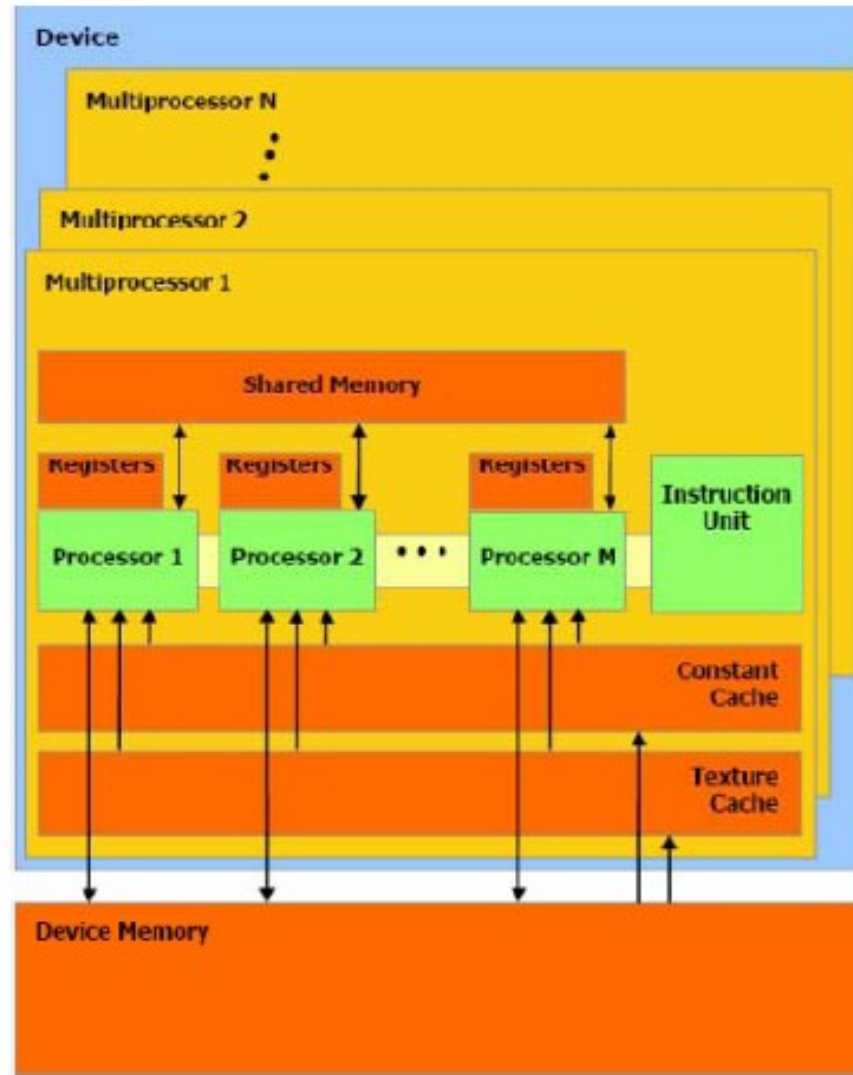 Device
Multiprocessor N
Multiprocessor 2
Multiprocessor 1
Shared Memory
Registers
Registers
Registers
Instruction
Unit
Processor 1
Processor 2
• • •
Processor M
Constant
Cache
Texture
Cache
Device Memory